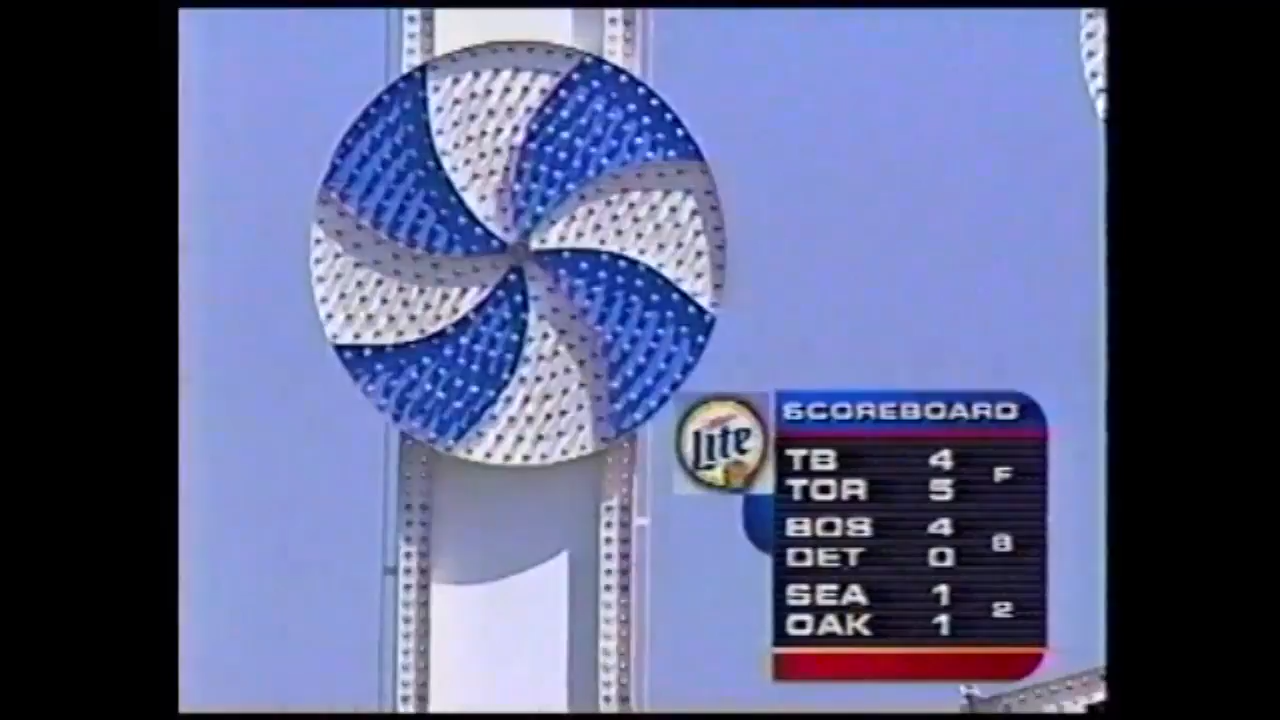 Lite
SCOREBOARD
TB 4
TOR 5 F
BOS 4
DET 0 8
SEA 1
OAK 1 2